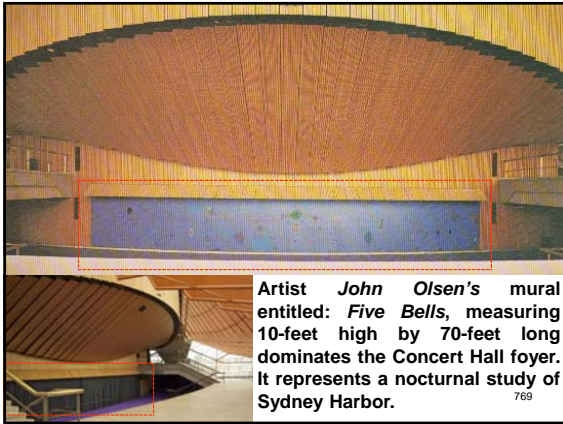 Artist John Olsen's mural
entitled: Five Bells, measuring
10-feet high by 70-feet long
dominates the Concert Hall foyer.
It represents a nocturnal study of
Sydney Harbor.
769